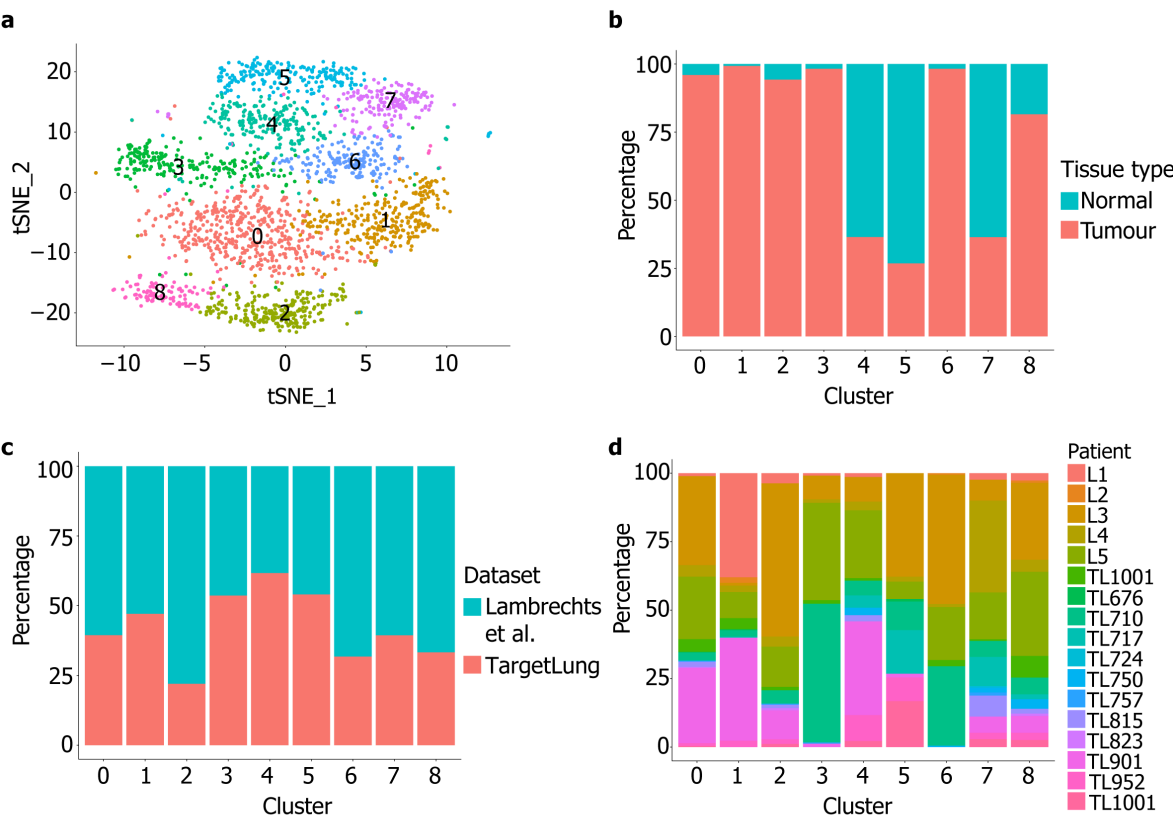 a
tSNE_2
20
10
0
−10
−20
5
7
4
6
3
1
0
8
2
−10
−5
0
5
10
tSNE_1
b
Percentage
100
75
50
25
0
0 1 2 3 4 5 6 7 8
Cluster
Tissue type
Normal
Tumour
c
Percentage
100
75
50
25
0
0 1 2 3 4 5 6 7 8
Cluster
Dataset
Lambrechts
et al.
TargetLung
d
Percentage
100
75
50
25
0
0 1 2 3 4 5 6 7 8
Cluster
Patient
L1
L2
L3
L4
L5
TL1001
TL676
TL710
TL717
TL724
TL750
TL757
TL815
TL823
TL901
TL952
TL1001